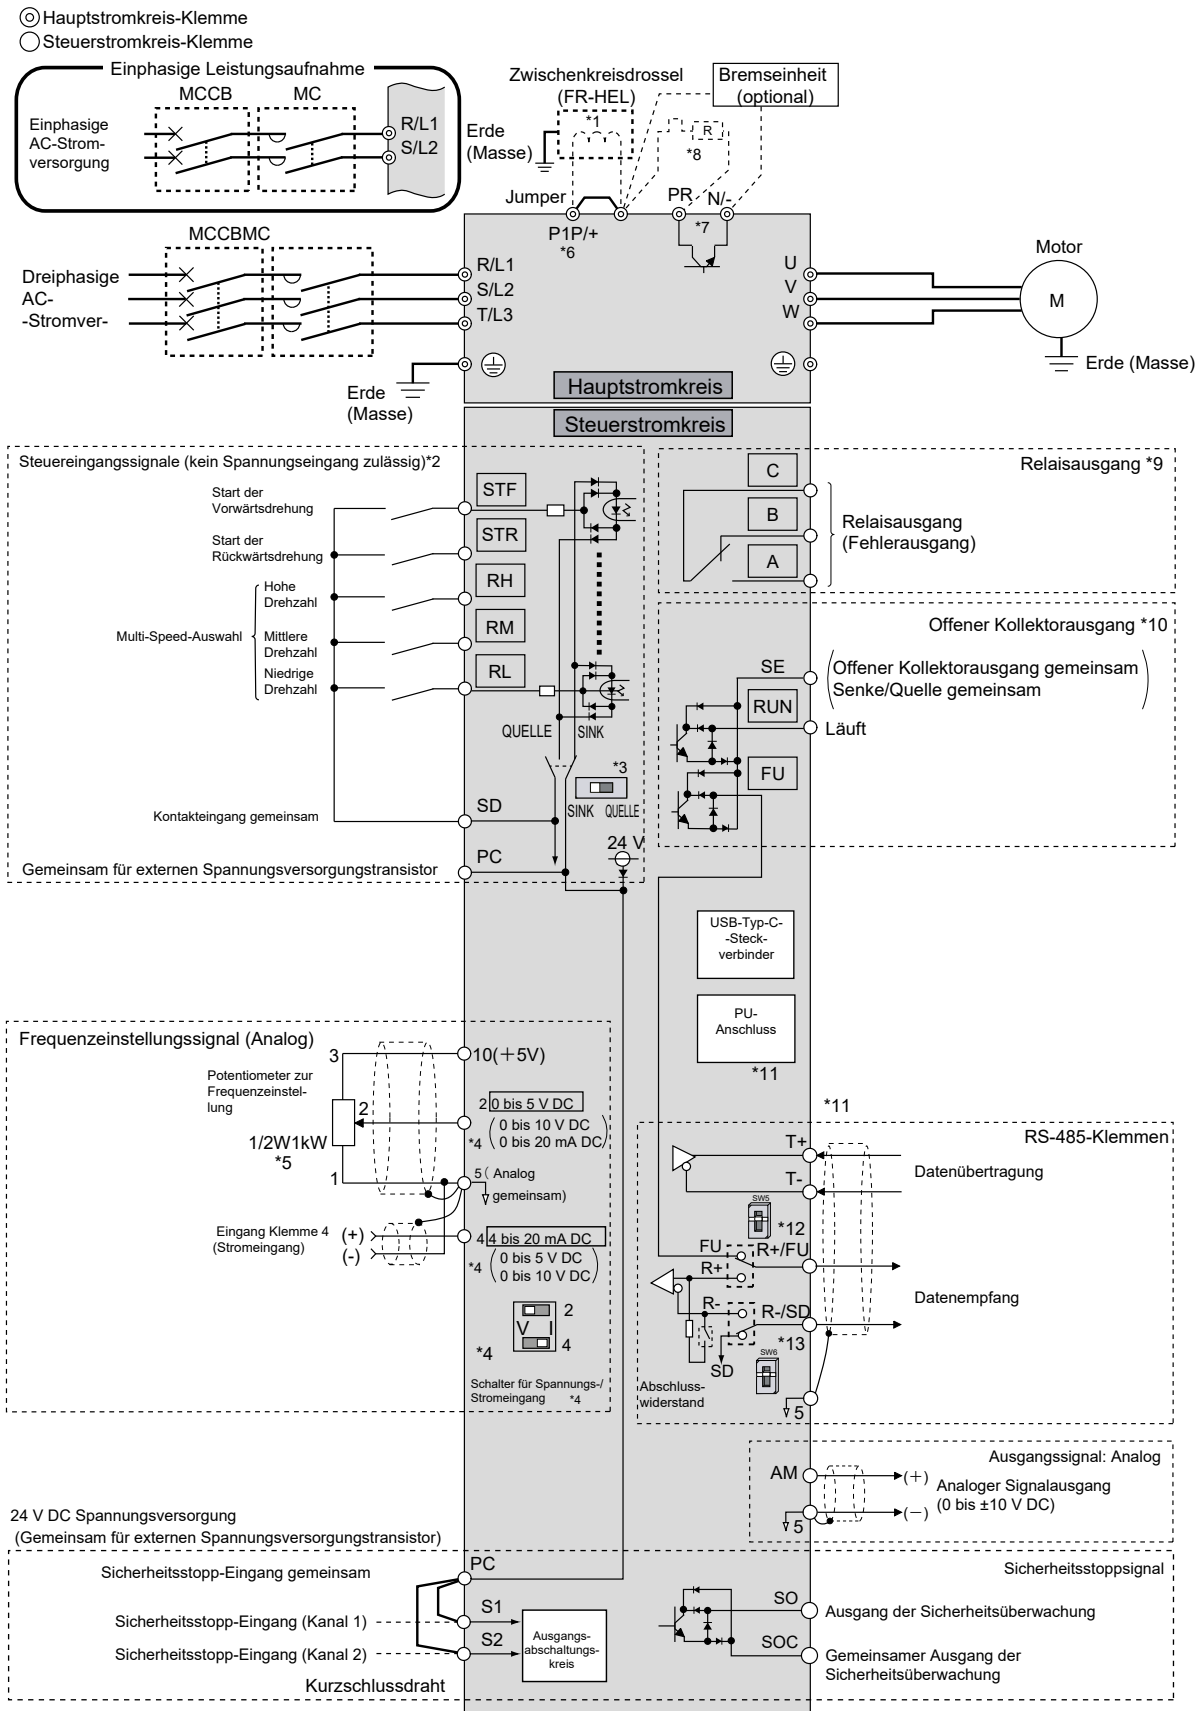 Hauptstromkreis-Klemme
Steuerstromkreis-Klemme
Einphasige Leistungsaufnahme
MCCB
MC
Einphasige
AC-Strom-
versorgung
R/L1
S/L2
Zwischenkreisdrossel
(FR-HEL)
*1
Erde
(Masse)
Bremseinheit
(optional)
R
*8
Jumper
PR
N/-
P1P/+
*6
*7
MCCBMC
Dreiphasige
AC-
-Stromver-
R/L1
S/L2
T/L3
U
V
W
Motor
M
Erde (Masse)
Erde
(Masse)
Hauptstromkreis
Steuerstromkreis
Steuereingangssignale (kein Spannungseingang zulässig)*2
Start der
Vorwärtsdrehung
STF
Start der
Rückwärtsdrehung
STR
Hohe
Drehzahl
RH
Multi-Speed-Auswahl
Mittlere
Drehzahl
RM
Niedrige
Drehzahl
RL
QUELLE
SINK
*3
SINK
QUELLE
Kontakteingang gemeinsam
SD
24 V
PC
Gemeinsam für externen Spannungsversorgungstransistor
Relaisausgang *9
C
B
A
Relaisausgang
(Fehlerausgang)
Offener Kollektorausgang *10
SE
Offener Kollektorausgang gemeinsam
Senke/Quelle gemeinsam
RUN
Läuft
FU
USB-Typ-C-
-Steck-
verbinder
PU-
Anschluss
*11
Frequenzeinstellungssignal (Analog)
3
10(+5V)
Potentiometer zur
Frequenzeinstel-
lung
2
1/2W1kW
*5
1
2 0 bis 5 V DC
0 bis 10 V DC
*4
0 bis 20 mA DC
5 ( Analog
gemeinsam)
Eingang Klemme 4
(Stromeingang)
(+)
(-)
4 4 bis 20 mA DC
0 bis 5 V DC
*4
0 bis 10 V DC
2
V I
4
*4
Schalter für Spannungs-/
Stromeingang *4
*11
RS-485-Klemmen
T+
T-
Datenübertragung
SW5
*12
FU
R+/FU
R+
R-
R-/SD
Datenempfang
*13
SD
SW6
Abschluss-
widerstand
5
Ausgangssignal: Analog
AM
(+)
Analoger Signalausgang
(0 bis ±10 V DC)
5
(−)
24 V DC Spannungsversorgung
(Gemeinsam für externen Spannungsversorgungstransistor)
Sicherheitsstopp-Eingang gemeinsam
PC
Sicherheitsstopp-Eingang (Kanal 1)
S1
Sicherheitsstopp-Eingang (Kanal 2)
S2
Ausgangs-
abschaltungs-
kreis
Kurzschlussdraht
Sicherheitsstoppsignal
SO
Ausgang der Sicherheitsüberwachung
SOC
Gemeinsamer Ausgang der
Sicherheitsüberwachung